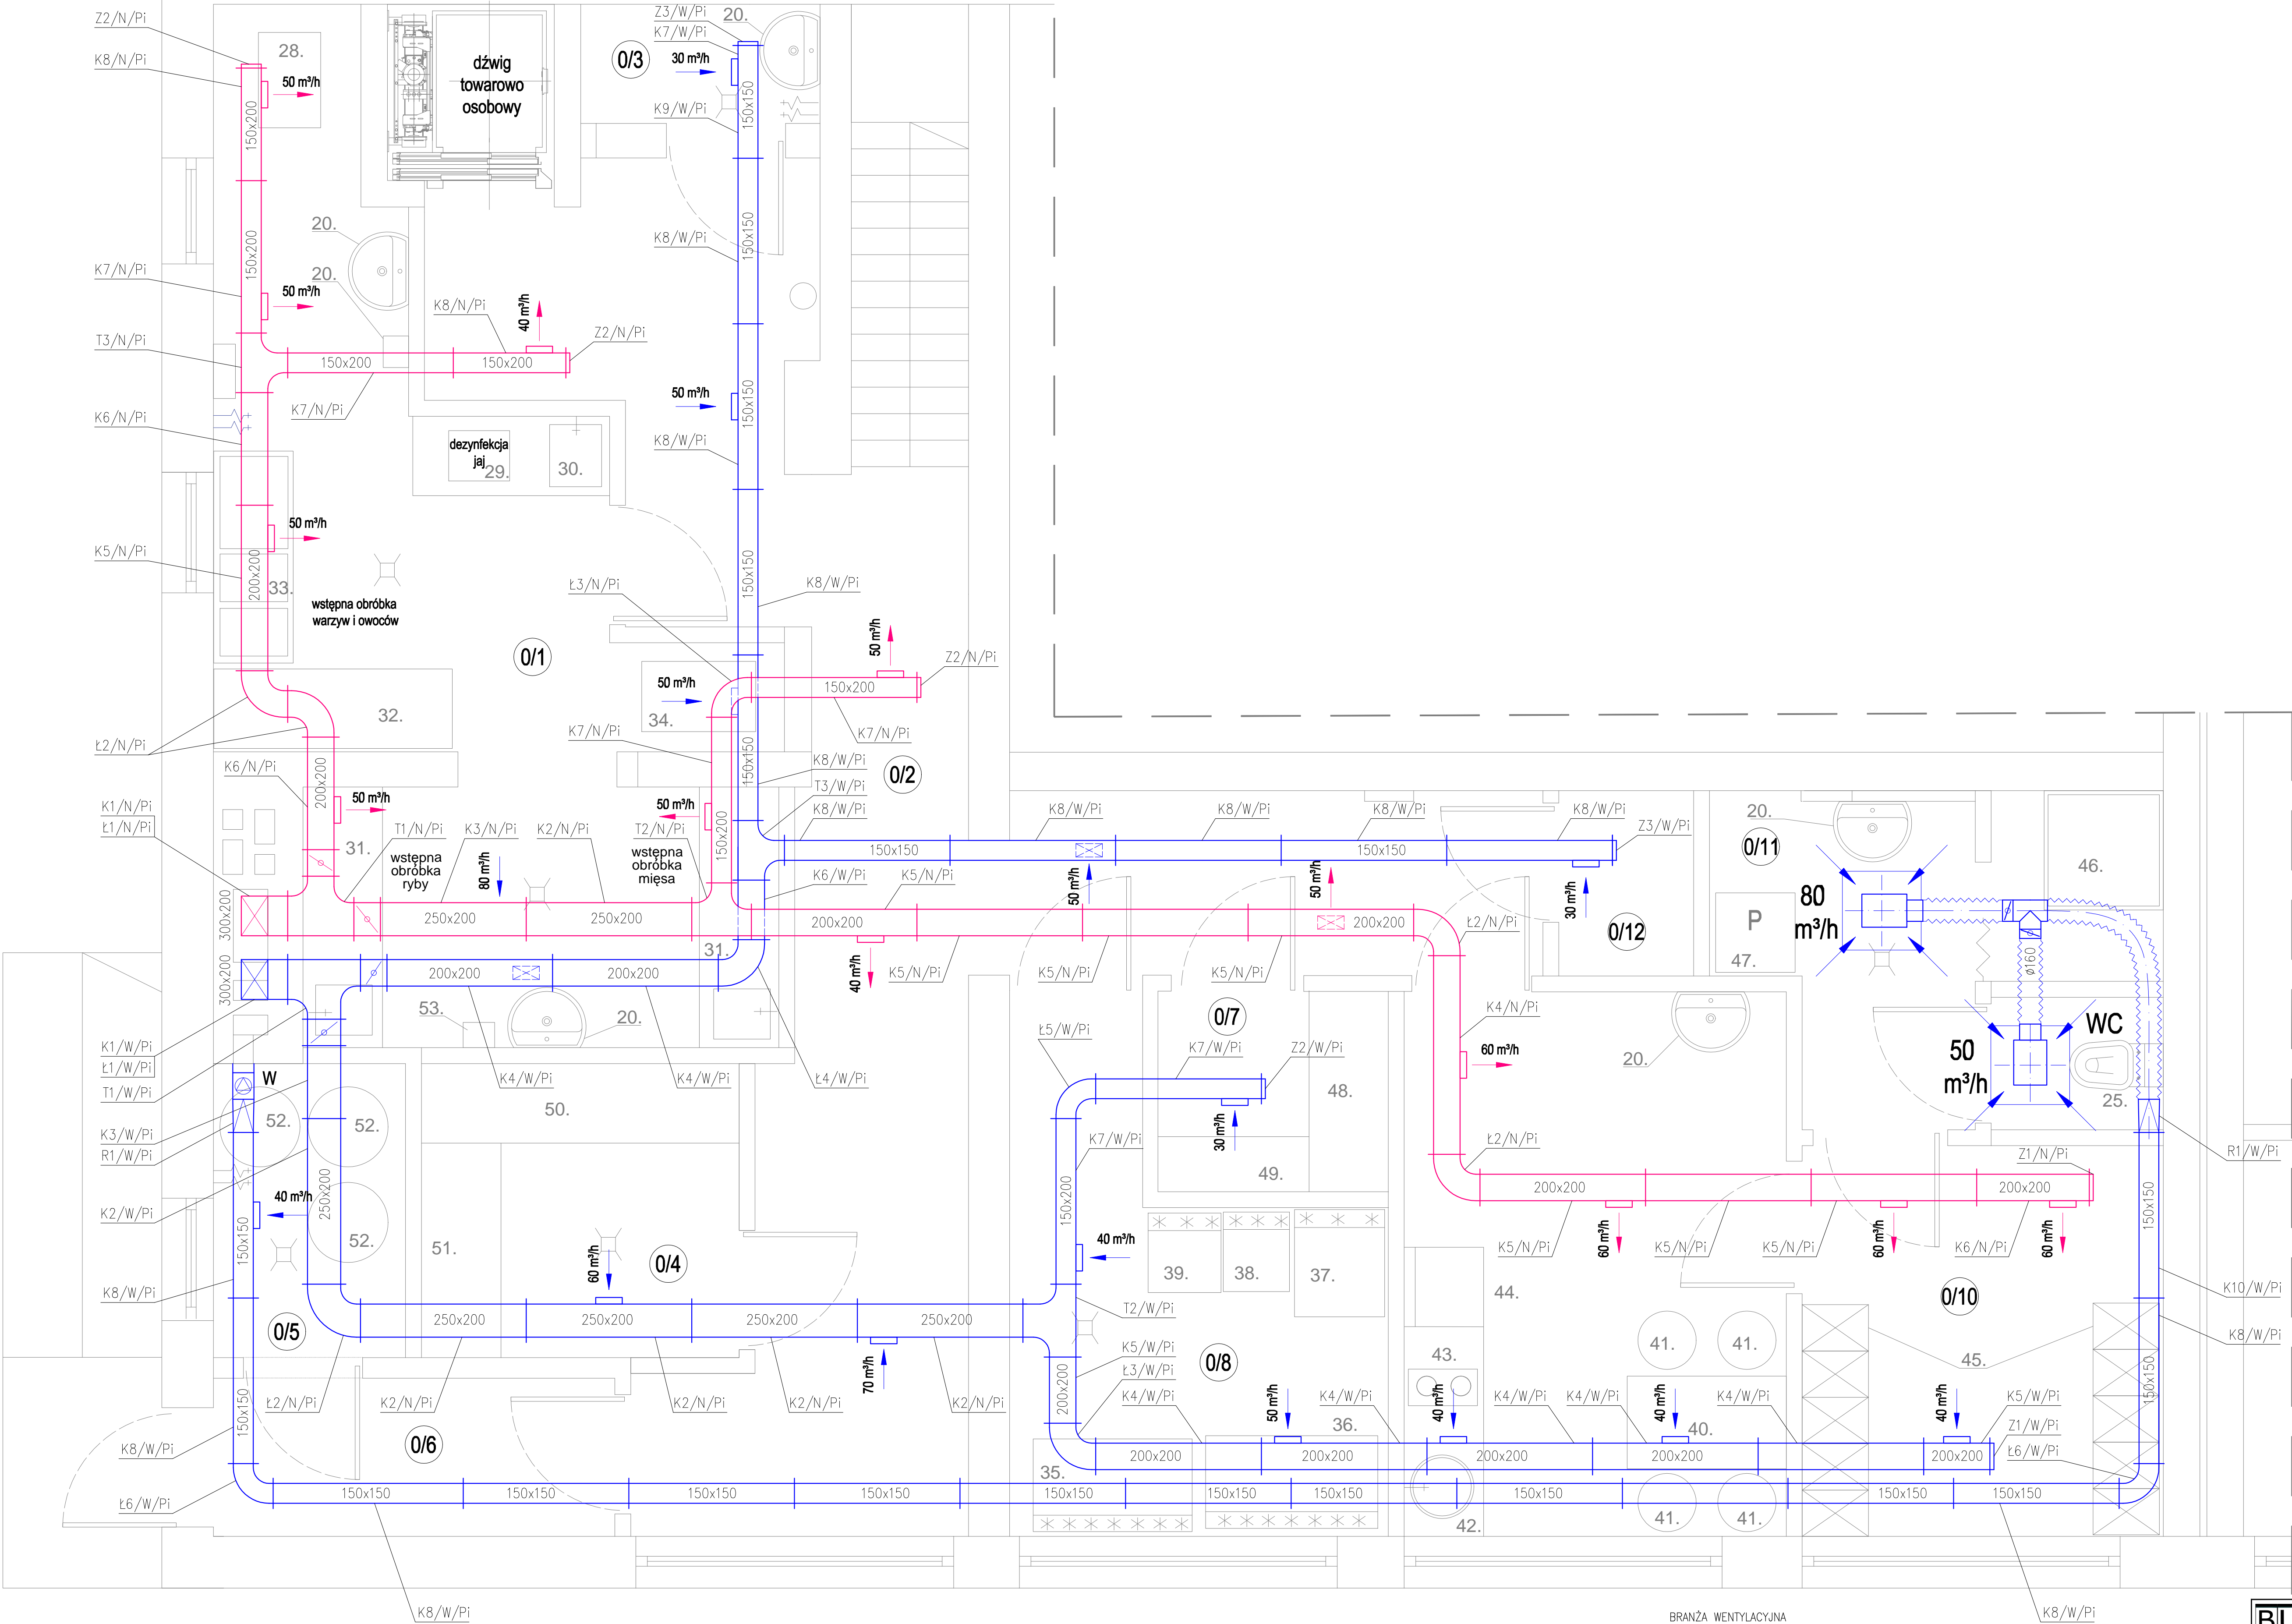 Z2/N/Pi
K8/N/Pi
28.
50 m³/h
150x200
150x200
K7/N/Pi
50 m³/h
T3/N/Pi
K6/N/Pi
K5/N/Pi
dźwig
towarowo
osobowy
0/3
Z3/W/Pi
K7/W/Pi
30 m³/h
K9/W/Pi
20.
150x150
K8/W/Pi
150x150
20.
20.
K8/N/Pi
40 m³/h
Z2/N/Pi
150x200
150x200
K7/N/Pi
50 m³/h
150x150
K8/W/Pi
dezynfekcja
jaj
29.
30.
50 m³/h
200x200
33.
wstępna obróbka
warzyw i owoców
0/1
Ł3/N/Pi
150x150
K8/W/Pi
50 m³/h
Z2/N/Pi
150x200
K7/N/Pi
50 m³/h
34.
32.
Ł2/N/Pi
K7/N/Pi
150x150
K8/W/Pi
0/2
T3/W/Pi
K8/W/Pi
K6/N/Pi
200x200
50 m³/h
50 m³/h
150x200
K1/N/Pi
Ł1/N/Pi
31.
T1/N/Pi
K3/N/Pi
K2/N/Pi
T2/N/Pi
wstępna
obróbka
ryby
80 m³/h
wstępna
obróbka
mięsa
K8/W/Pi
K8/W/Pi
K8/W/Pi
K8/W/Pi
Z3/W/Pi
150x150
150x150
K6/W/Pi
K5/N/Pi
50 m³/h
50 m³/h
30 m³/h
300x200
250x200
250x200
200x200
200x200
Ł2/N/Pi
0/12
0/11
20.
46.
80
m³/h
P
47.
ø160
300x200
200x200
200x200
31.
40 m³/h
K5/N/Pi
K5/N/Pi
K5/N/Pi
53.
20.
0/7
K4/N/Pi
20.
50
m³/h
WC
25.
K1/W/Pi
Ł1/W/Pi
T1/W/Pi
K3/W/Pi
R1/W/Pi
K2/W/Pi
W
52.
52.
52.
K4/W/Pi
K4/W/Pi
Ł4/W/Pi
50.
Ł5/W/Pi
K7/W/Pi
Z2/W/Pi
48.
60 m³/h
30 m³/h
K7/W/Pi
49.
Ł2/N/Pi
Z1/N/Pi
R1/W/Pi
40 m³/h
250x200
150x150
150x200
200x200
200x200
150x150
51.
60 m³/h
0/4
40 m³/h
39.
38.
37.
44.
K5/N/Pi
60 m³/h
K5/N/Pi
K5/N/Pi
60 m³/h
K6/N/Pi
60 m³/h
K8/W/Pi
0/5
250x200
250x200
250x200
250x200
T2/W/Pi
0/10
K10/W/Pi
K8/W/Pi
70 m³/h
K5/W/Pi
Ł3/W/Pi
K4/W/Pi
0/8
43.
41.
41.
45.
Ł2/N/Pi
K2/N/Pi
K2/N/Pi
K2/N/Pi
K2/N/Pi
200x200
50 m³/h
K4/W/Pi
36.
40 m³/h
K4/W/Pi
K4/W/Pi
40 m³/h
40.
K4/W/Pi
40 m³/h
K5/W/Pi
Z1/W/Pi
Ł6/W/Pi
150x150
150x150
K8/W/Pi
0/6
200x200
200x200
200x200
200x200
200x200
35.
Ł6/W/Pi
150x150
150x150
150x150
150x150
150x150
150x150
150x150
150x150
150x150
150x150
42.
41.
41.
K8/W/Pi
BRANŻA WENTYLACYJNA
K8/W/Pi